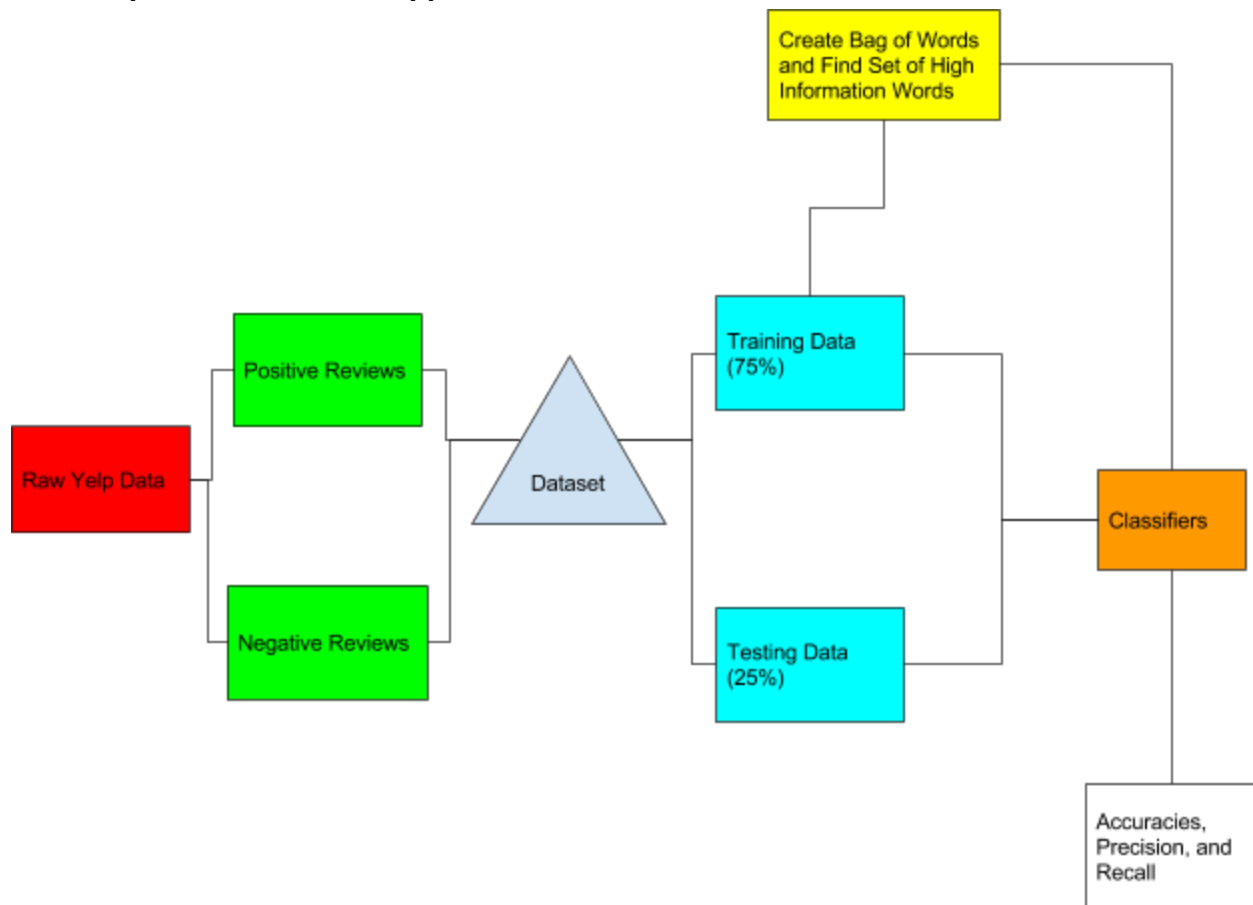 Create Bag of Words
and Find Set of High
Information Words
Positive Reviews
Training Data
(75%)
Raw Yelp Data
Dataset
Classifiers
Negative Reviews
Testing Data
(25%)
Accuracies,
Precision, and
Recall